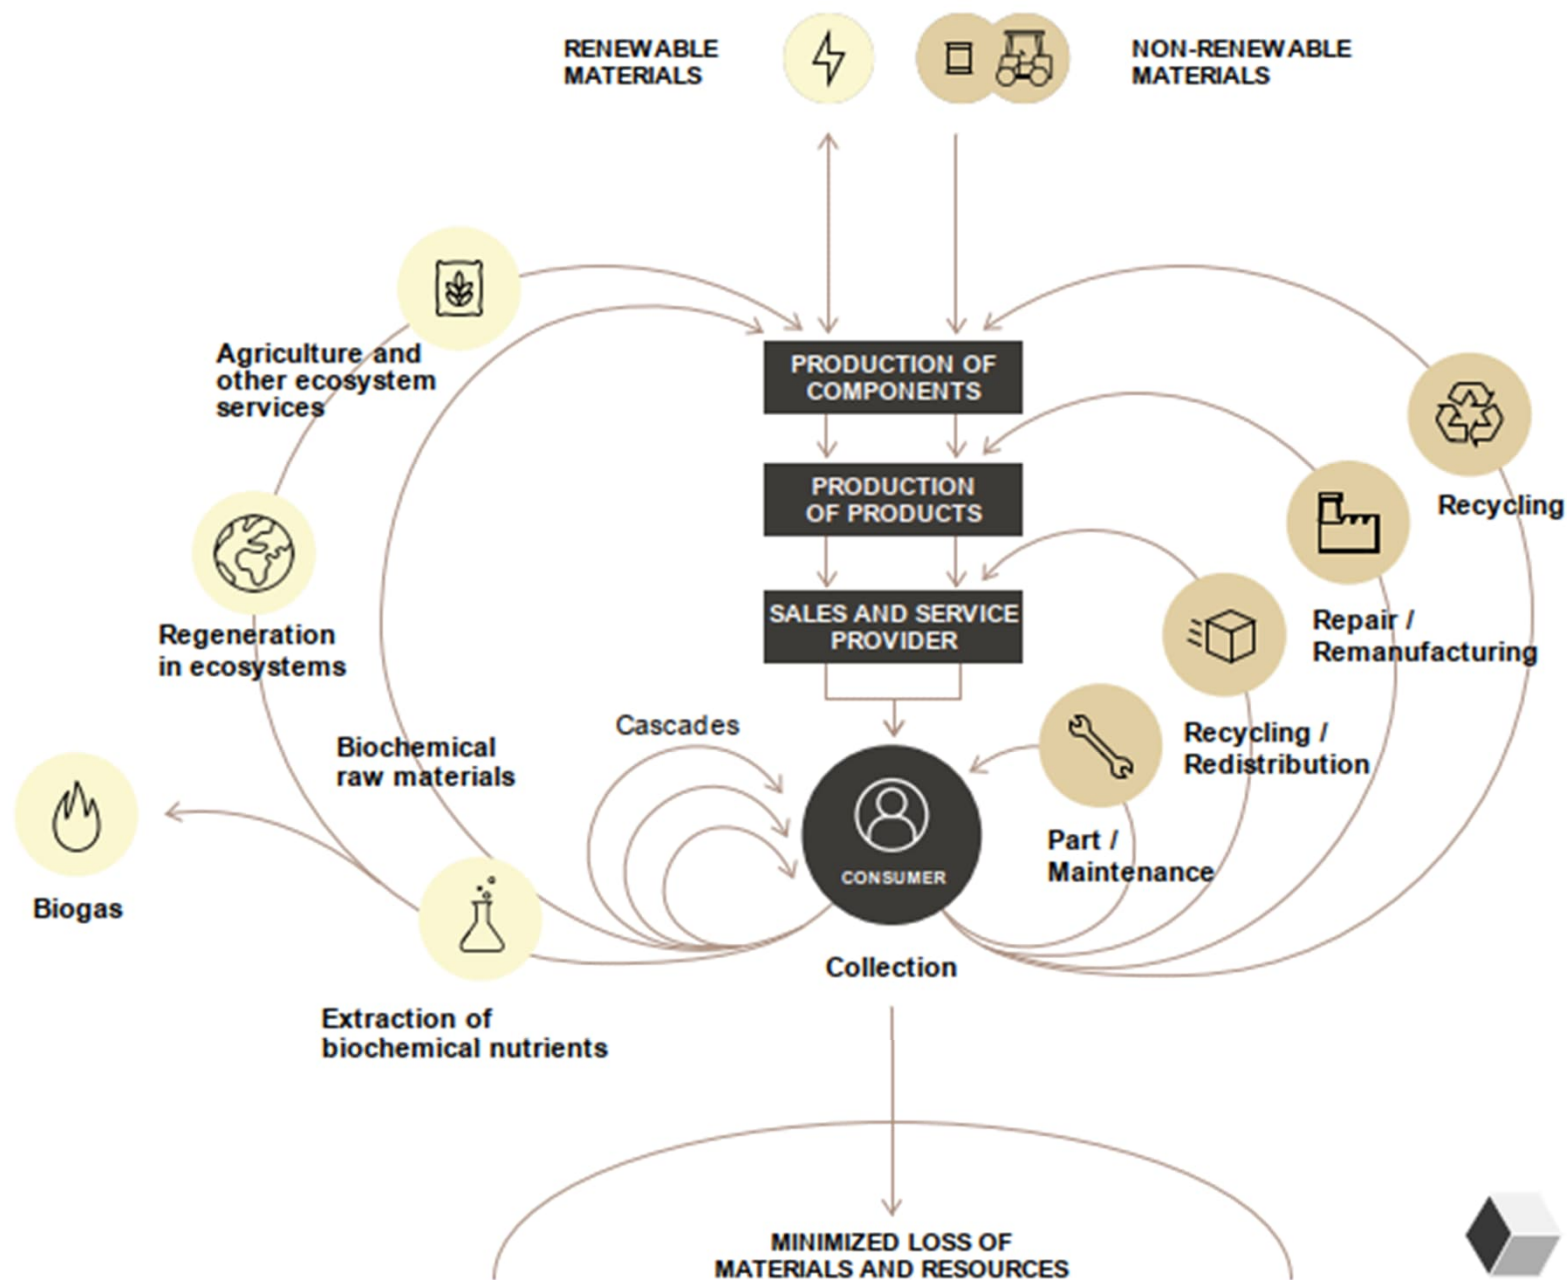 RENEWABLE
MATERIALS
NON-RENEWABLE
MATERIALS
Agriculture and
other ecosystem
services
PRODUCTION OF
COMPONENTS
PRODUCTION
OF PRODUCTS
Recycling
SALES AND SERVICE
PROVIDER
Repair /
Remanufacturing
Regeneration
in ecosystems
Cascades
Recycling /
Redistribution
Biochemical
raw materials
Part /
Maintenance
CONSUMER
Biogas
Collection
Extraction of
biochemical nutrients
MINIMIZED LOSS OF
MATERIALS AND RESOURCES